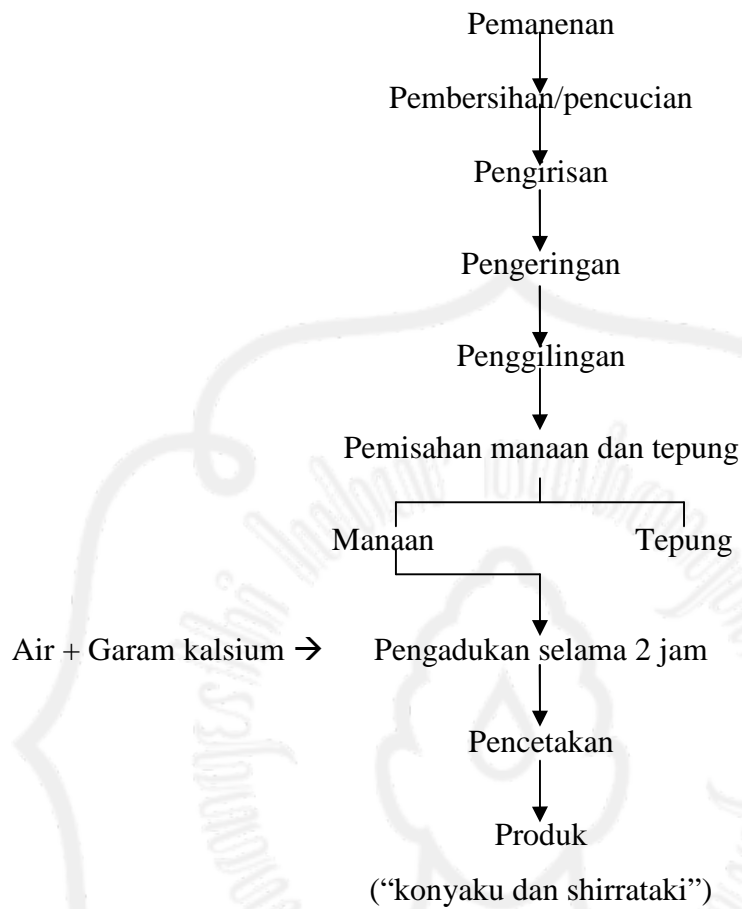 Pemanenan
Pembersihan/pencucian
Pengirisan
Pengeringan
Penggilingan
Pemisahan manaan dan tepung
Manaan Tepung
Air + Garam kalsium → Pengadukan selama 2 jam
Pencetakan
Produk
(“konyaku dan shirrataki”)